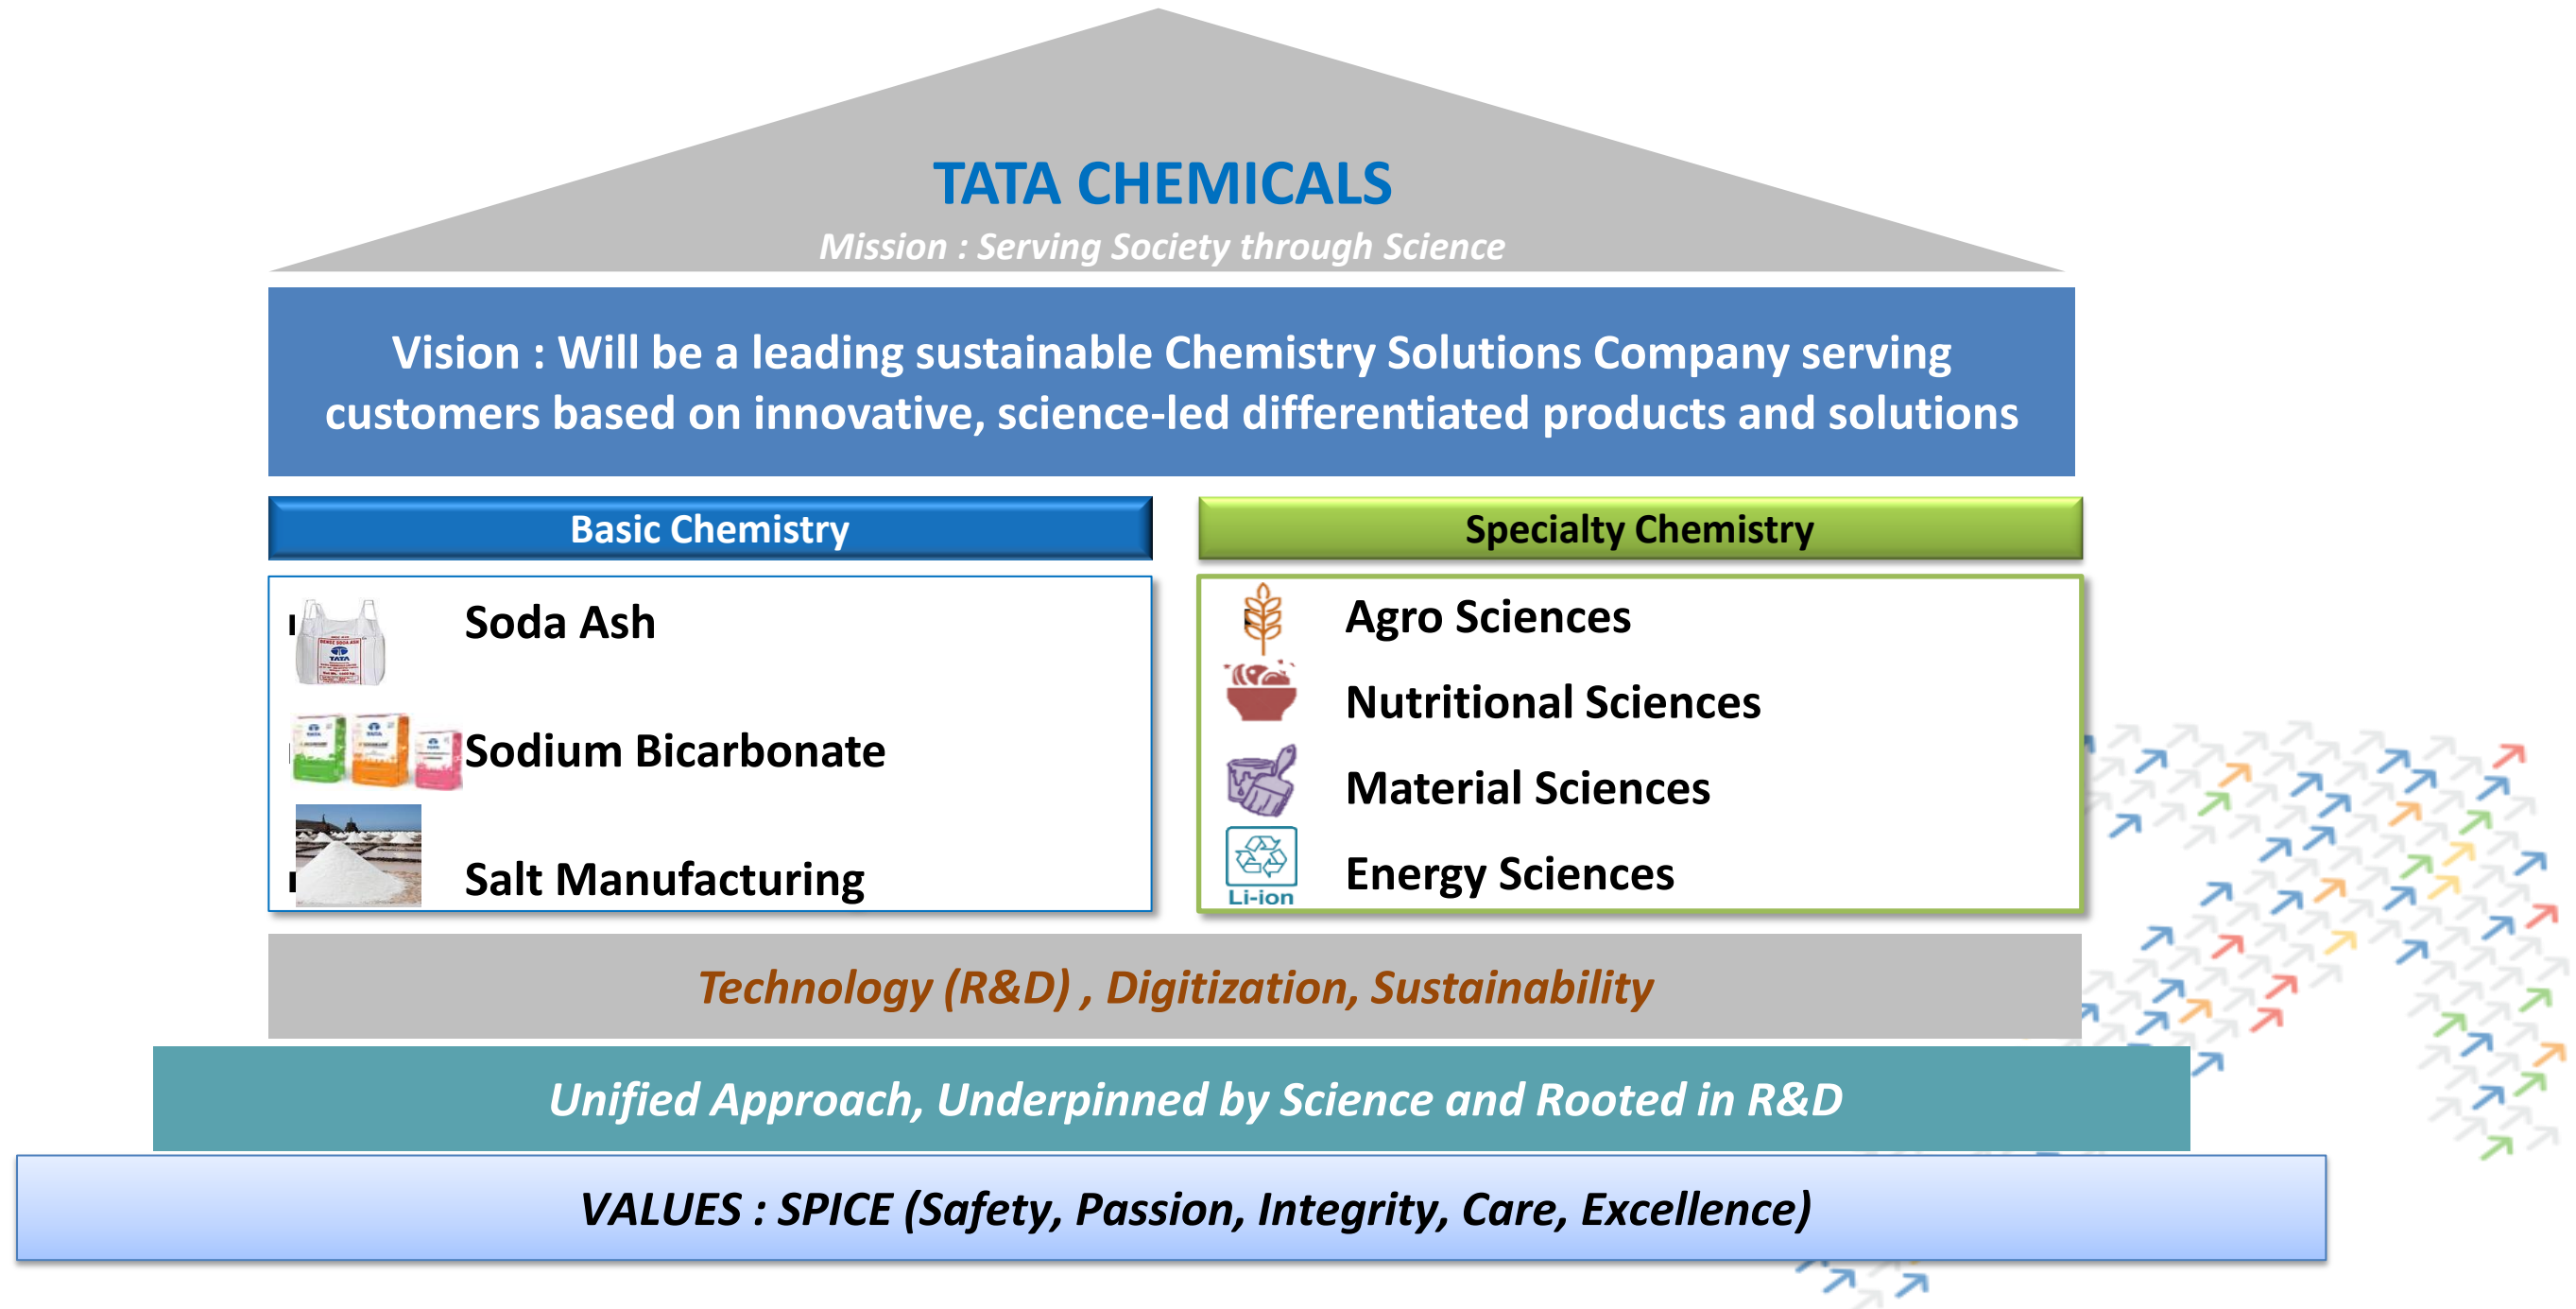 TATA CHEMICALS
Mission : Serving Society through Science
Vision : Will be a leading sustainable Chemistry Solutions Company serving
customers based on innovative, science-led differentiated products and solutions
Basic Chemistry
Soda Ash
TATA
Sodium Bicarbonate
Salt Manufacturing
Specialty Chemistry
Agro Sciences
Nutritional Sciences
Material Sciences
Energy Sciences
Li-ion
Technology (R&D) , Digitization, Sustainability
Unified Approach, Underpinned by Science and Rooted in R&D
VALUES : SPICE (Safety, Passion, Integrity, Care, Excellence)